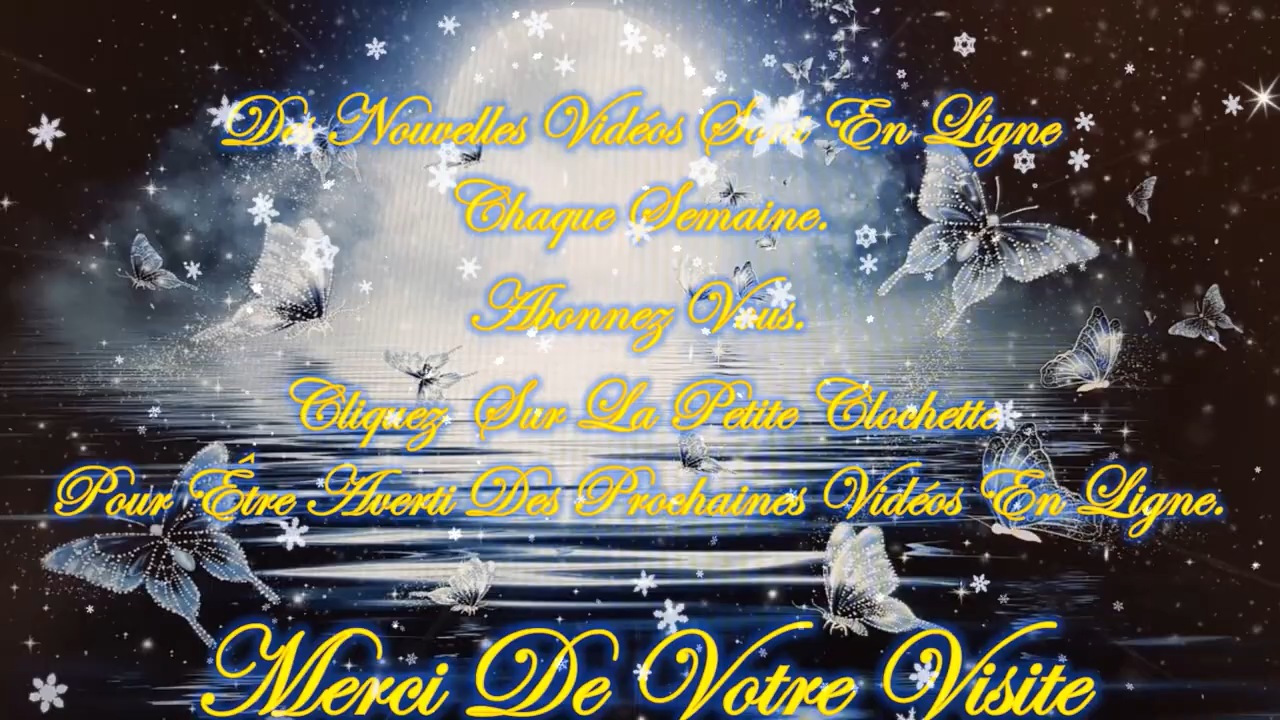 Des Nouvelles Vidéos Sont En Ligne
Chaque Semaine.
Abonnez Vous.
Cliquez Sur La Petite Clochette
Pour Être Averti Des Prochaines Vidéos En Ligne.
Merci De Votre Visite